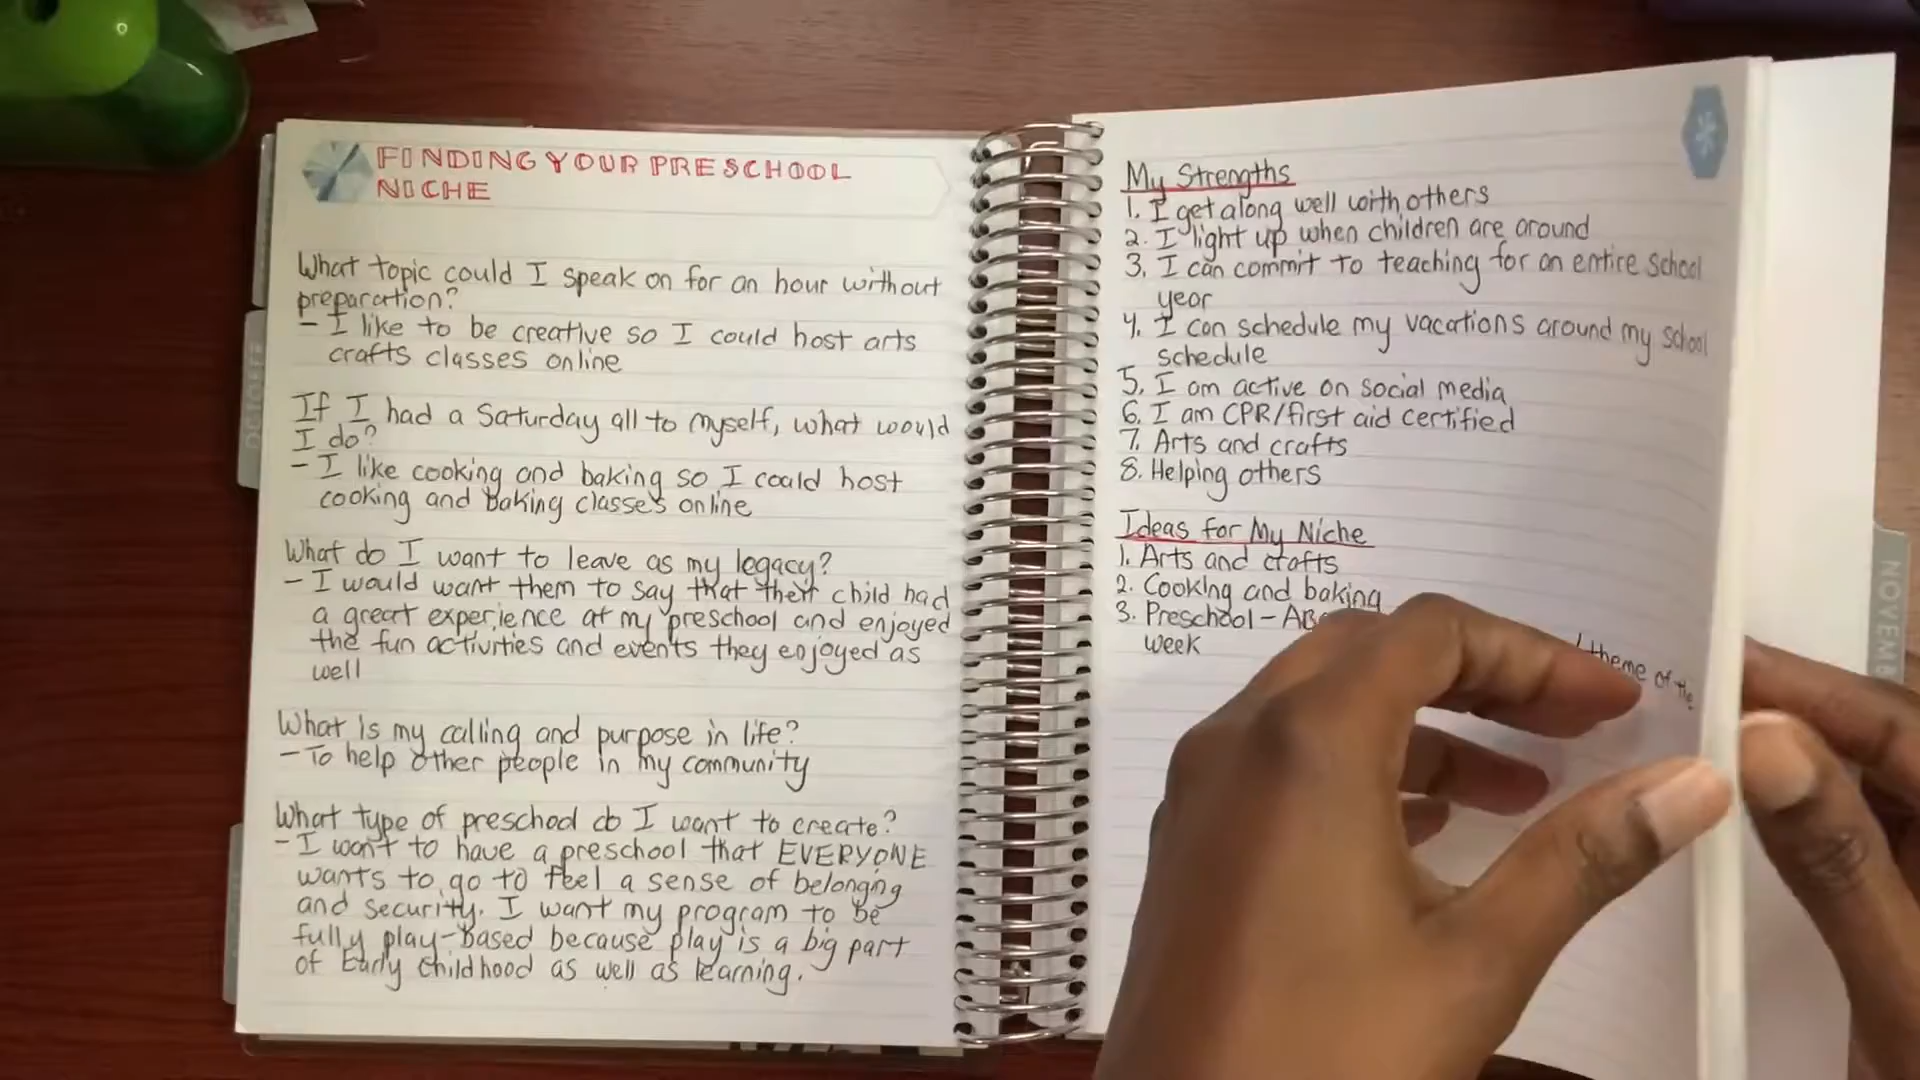 FINDING YOUR PRESCHOOL
NICHE
What topic could I speak on for an hour without
preparation?
- I like to be creative so I could host arts
crafts classes online
If I had a Saturday all to myself, what would
I do?
- I like cooking and baking so I could host
cooking and baking classes online
What do I want to leave as my legacy?
- I would want them to say that their child had
a great experience at my preschool and enjoyed
the fun activities and events they enjoyed as
well
What is my calling and purpose in life?
- To help other people in my community
What type of preschool do I want to create?
- I want to have a preschool that EVERYONE
wants to go to feel a sense of belonging
and security. I want my program to be
fully play-based because play is a big part
of Early Childhood as well as learning.
My Strengths
1. I get along well with others
2. I light up when children are around
3. I can commit to teaching for an entire school
year
4. I can schedule my vacations around my school
schedule
5. I am active on social media
6. I am CPR/first aid certified
7. Arts and crafts
8. Helping others
Ideas for My Niche
1. Arts and crafts
2. Cooking and baking
3. Preschool - theme of the
week